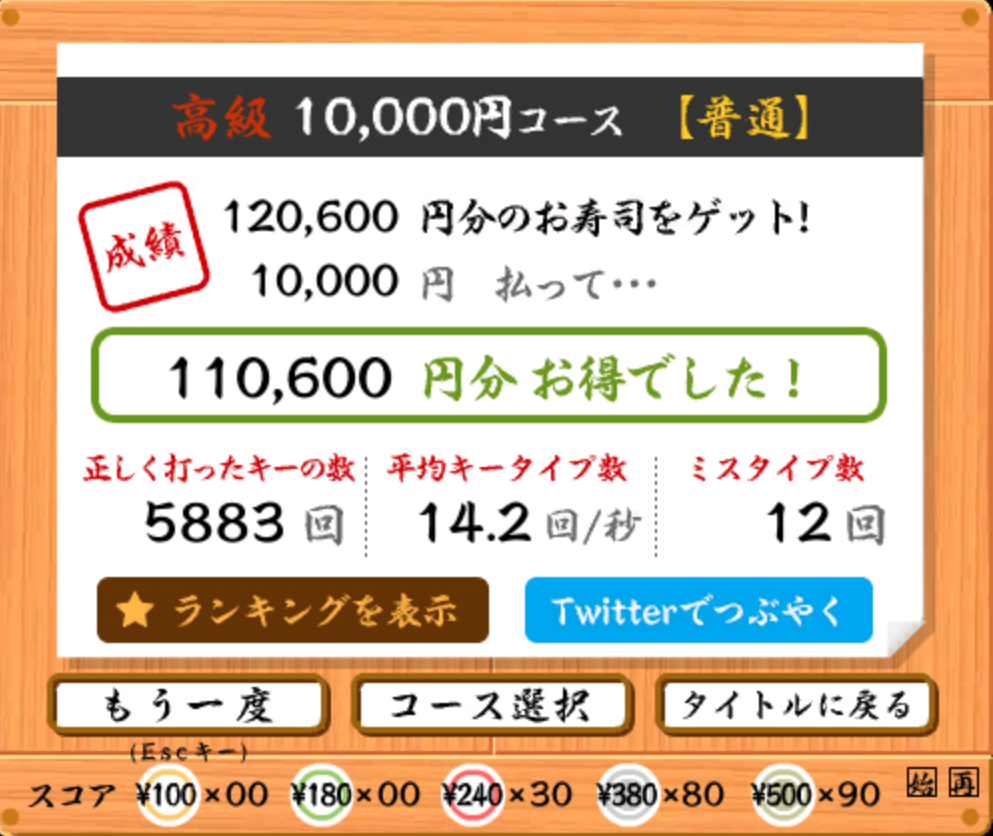 高級 10,000円コース 【普通】
成績
120,600 円分のお寿司をゲット!
10,000 円 払って…
110,600 円分 お得でした！
正しく打ったキーの数 平均キータイプ数 ミスタイプ数
5883 回 14.2 回/秒 12 回
★ ランキングを表示 Twitterでつぶやく
もう一度 コース選択 タイトルに戻る
(Escキー)
スコア ¥100×00 ¥180×00 ¥240×30 ¥380×80 ¥500×90 始 再